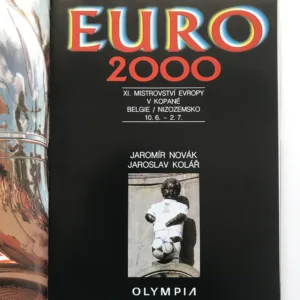 EURO
2000
XI. MISTROVSTVÍ EVROPY
V KOPANÉ
BELGIE / NIZOZEMSKO
10. 6. – 2. 7.
JAROMÍR NOVÁK
JAROSLAV KOLÁŘ
OLYMPIA